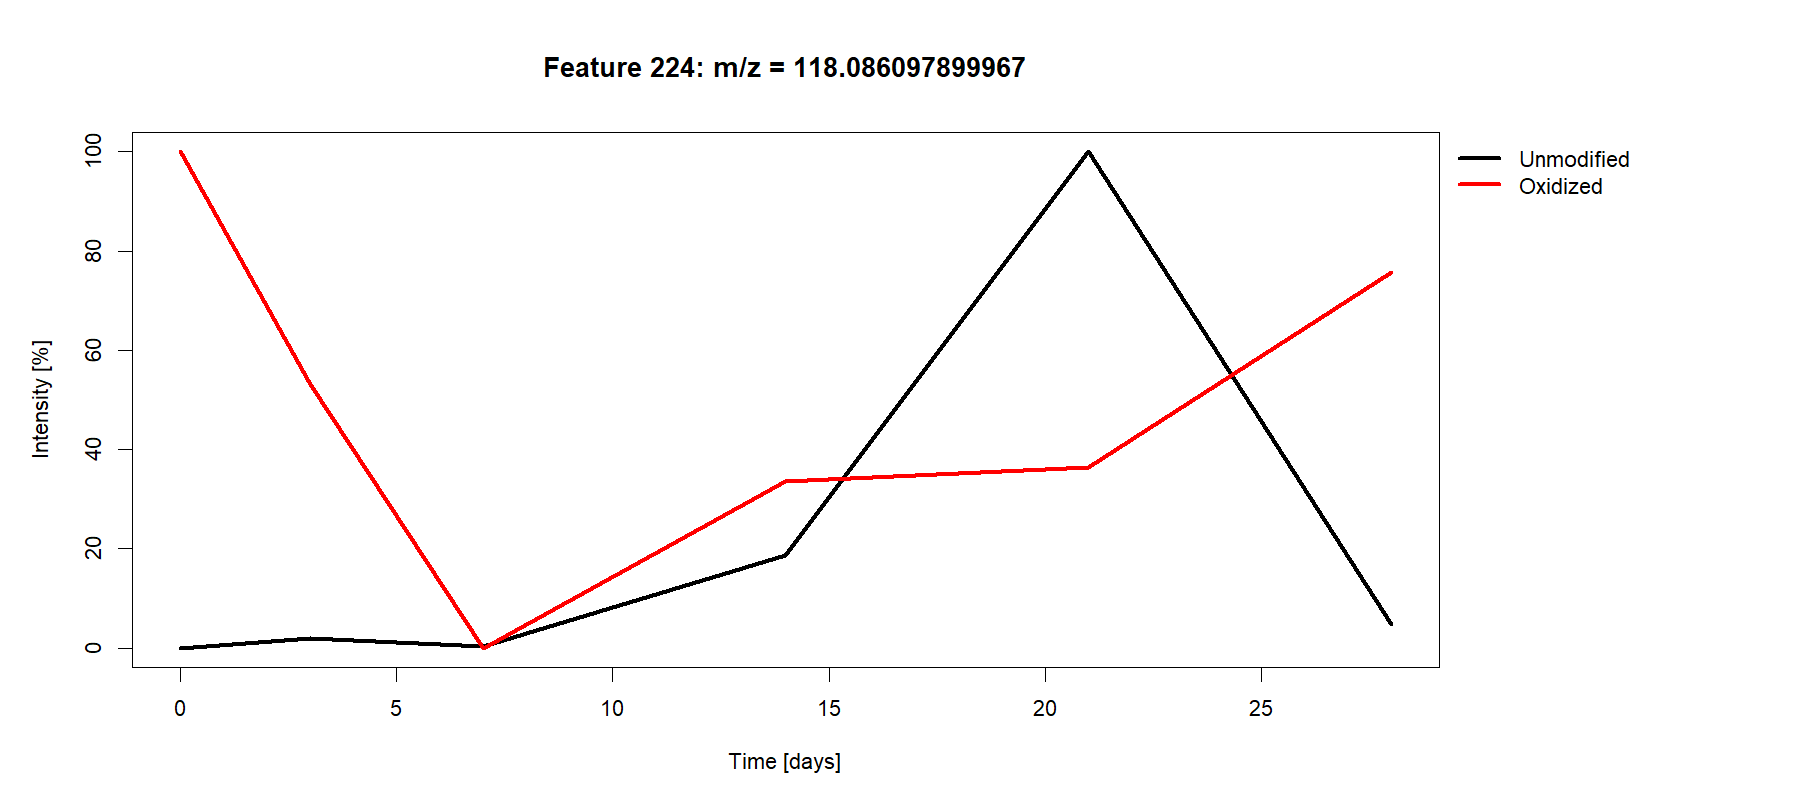 Feature 224: m/z = 118.086097899967
Unmodified
Oxidized
Intensity [%]
100
80
60
40
20
0
0 5 10 15 20 25
Time [days]